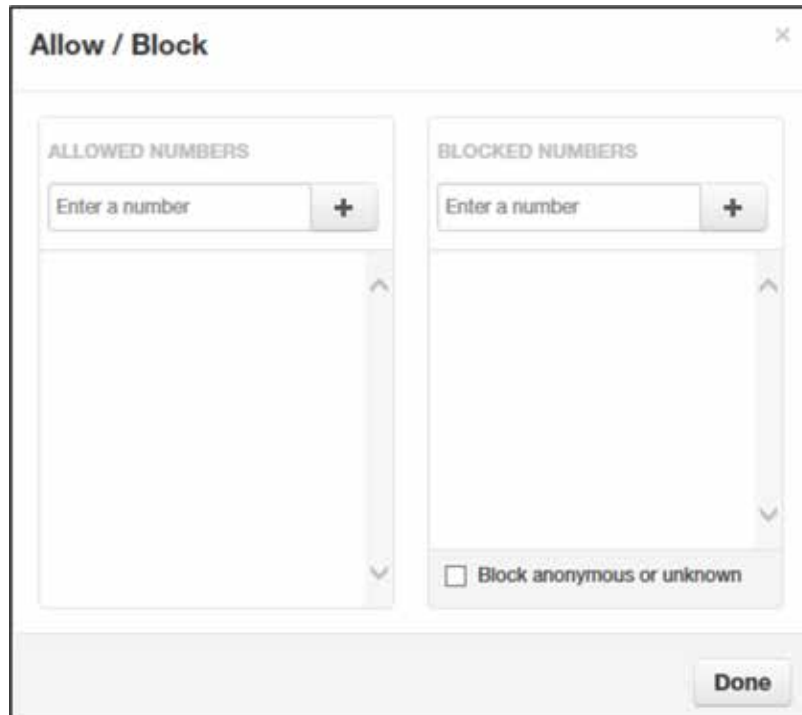 Allow / Block
ALLOWED NUMBERS
Enter a number
BLOCKED NUMBERS
Enter a number
Block anonymous or unknown
Done